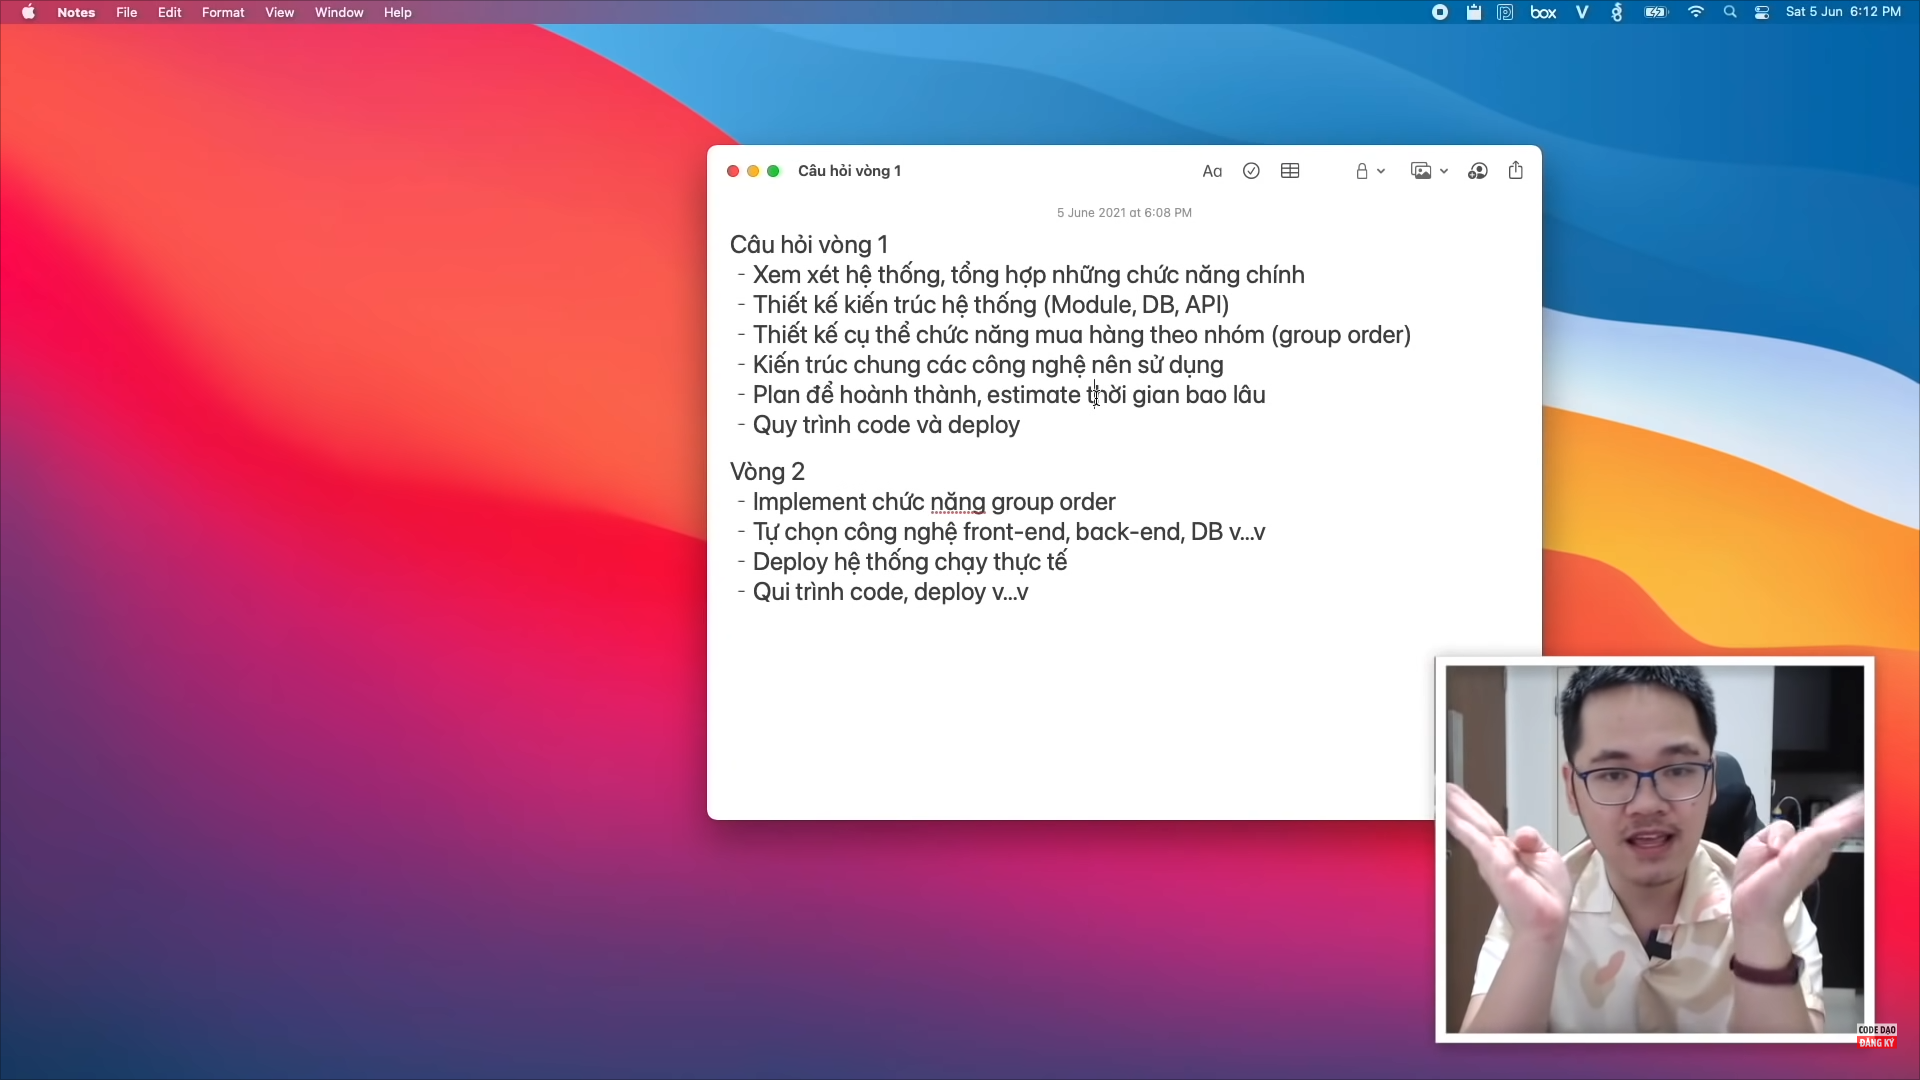 Notes File Edit Format View Window Help
box V Sat 5 Jun 6:12 PM
Câu hỏi vòng 1
Aa
5 June 2021 at 6:08 PM
Câu hỏi vòng 1
- Xem xét hệ thống, tổng hợp những chức năng chính
- Thiết kế kiến trúc hệ thống (Module, DB, API)
- Thiết kế cụ thể chức năng mua hàng theo nhóm (group order)
- Kiến trúc chung các công nghệ nên sử dụng
- Plan để hoành thành, estimate thời gian bao lâu
- Quy trình code và deploy
Vòng 2
- Implement chức năng group order
- Tự chọn công nghệ front-end, back-end, DB v...v
- Deploy hệ thống chạy thực tế
- Qui trình code, deploy v...v
CODE DẠO
ĐĂNG KÝ